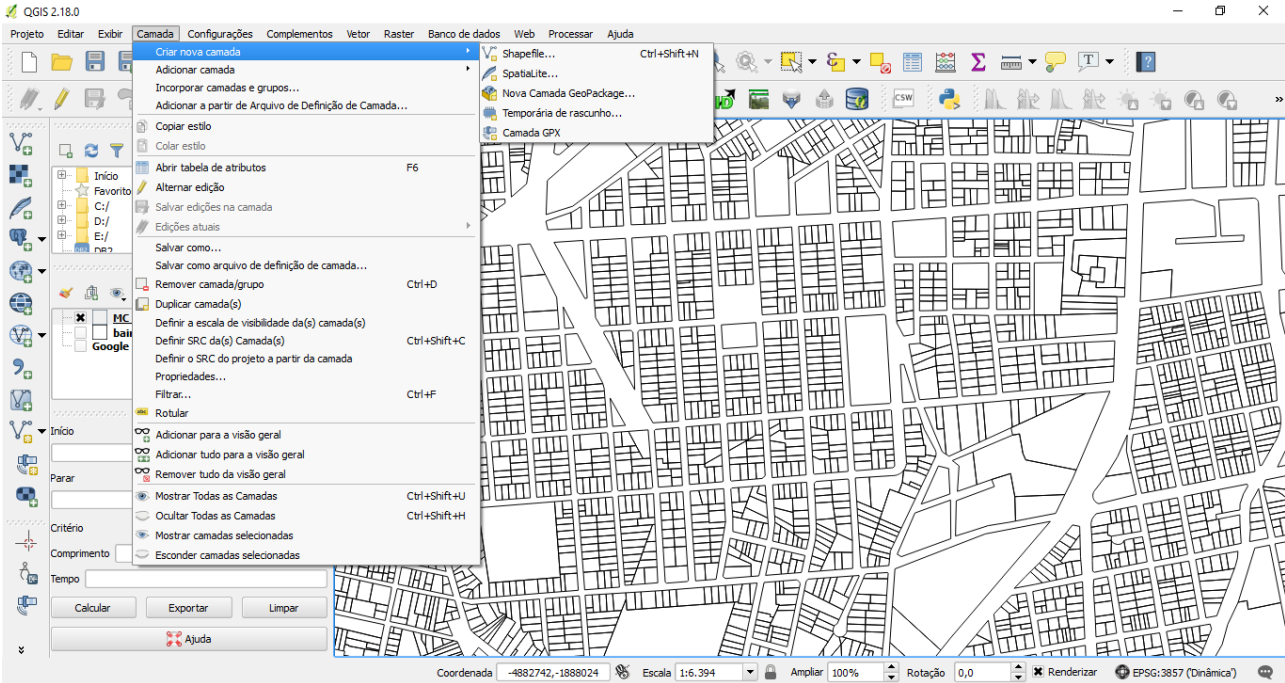 QGIS 2.18.0
Projeto Editar Exibir Camada Configurações Complementos Vetor Raster Banco de dados Web Processar Ajuda
Criar nova camada
Adicionar camada
Incorporar camadas e grupos...
Adicionar a partir de Arquivo de Definição de Camada...
Copiar estilo
Colar estilo
Abrir tabela de atributos F6
Alternar edição
Salvar edições na camada
Edições atuais
Salvar como...
Salvar como arquivo de definição de camada...
Remover camada/grupo Ctrl+D
Duplicar camada(s)
Definir a escala de visibilidade da(s) camada(s)
Definir SRC da(s) Camada(s) Ctrl+Shift+C
Definir o SRC do projeto a partir da camada
Propriedades...
Filtrar... Ctrl+F
abc Rotular
Adicionar para a visão geral
Adicionar tudo para a visão geral
Remover tudo da visão geral
Mostrar Todas as Camadas Ctrl+Shift+U
Ocultar Todas as Camadas Ctrl+Shift+H
Mostrar camadas selecionadas
Esconder camadas selecionadas
Shapefile... Ctrl+Shift+N
SpatiaLite...
Nova Camada GeoPackage...
Temporária de rascunho...
Camada GPX
CSW
Início
Favorito
C:/
D:/
E:/
DB2
MC
bair
Google
Início
Parar
Critério
Comprimento
Tempo
Calcular Exportar Limpar
Ajuda
Coordenada -4882742,-1888024 Escala 1:6.394 Ampliar 100% Rotação 0,0 Renderizar EPSG:3857 ('Dinâmica')